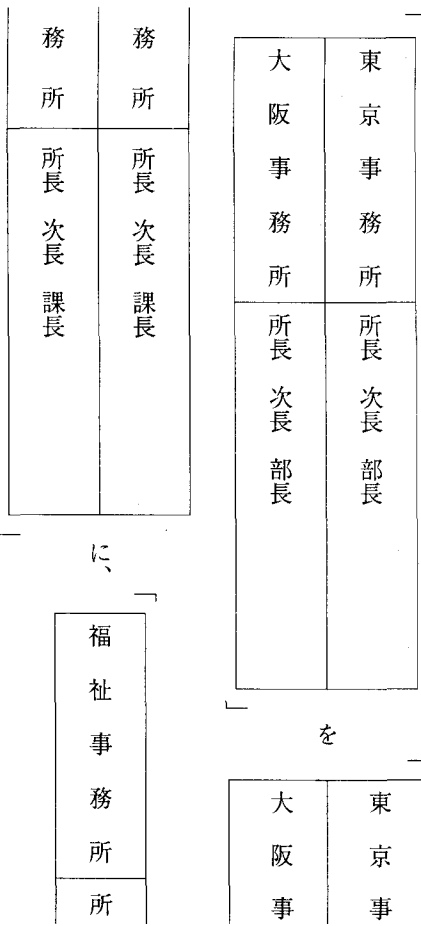 東京事務所 所長 次長 部長
大阪事務所 所長 次長 部長
」
を
東京事
大阪事
務所 所長 次長 課長
務所 所長 次長 課長
に、
「
福祉事務所 所